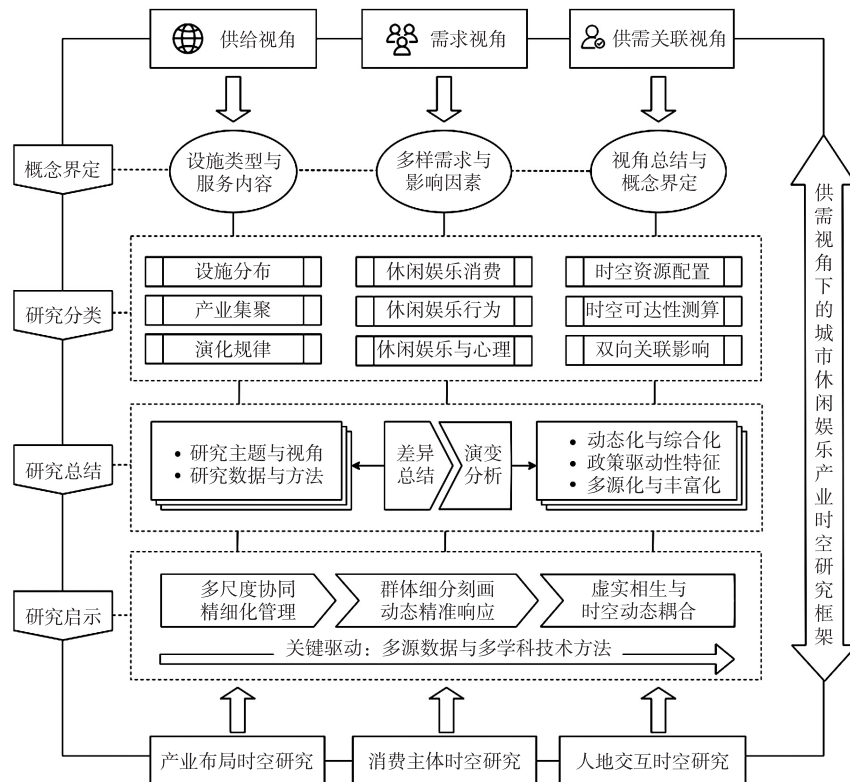 供给视角
需求视角
供需关联视角
概念界定
设施类型与
服务内容
多样需求与
影响因素
视角总结与
概念界定
研究分类
设施分布
休闲娱乐消费
时空资源配置
产业集聚
休闲娱乐行为
时空可达性测算
演化规律
休闲娱乐与心理
双向关联影响
研究总结
• 研究主题与视角
• 研究数据与方法
差异
总结
演变
分析
• 动态化与综合化
• 政策驱动性特征
• 多源化与丰富化
研究启示
多尺度协同
精细化管理
群体细分刻画
动态精准响应
虚实相生与
时空动态耦合
关键驱动：多源数据与多学科技术方法
产业布局时空研究
消费主体时空研究
人地交互时空研究
供需视角下的城市休闲娱乐产业时空研究框架